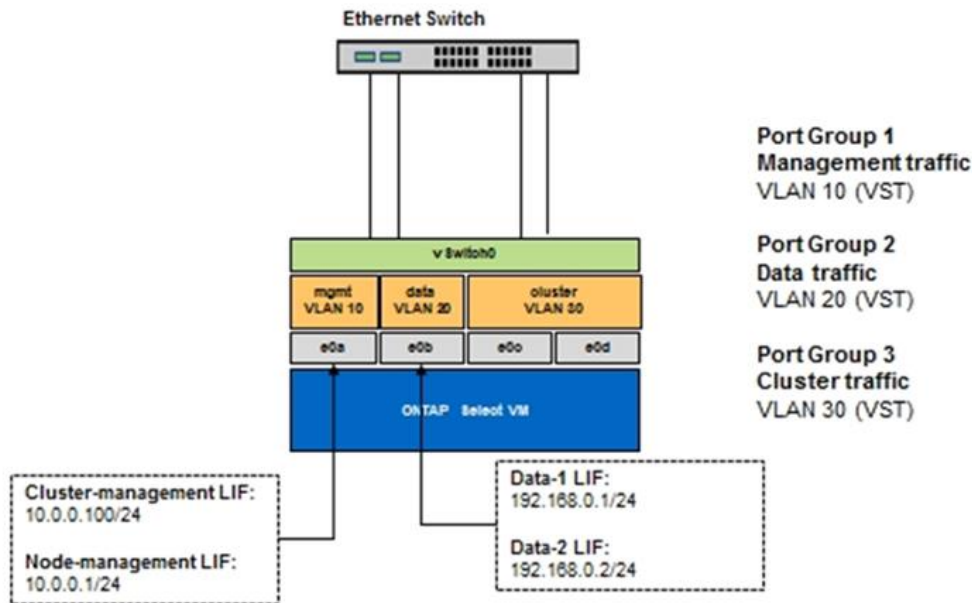 Ethernet Switch
Port Group 1
Management traffic
VLAN 10 (VST)
Port Group 2
Data traffic
VLAN 20 (VST)
Port Group 3
Cluster traffic
VLAN 30 (VST)
vSwitch0
mgmt
VLAN 10
data
VLAN 20
oluster
VLAN 80
e0a
e0b
e0o
e0d
ONTAP Select VM
Cluster-management LIF:
10.0.0.100/24
Node-management LIF:
10.0.0.1/24
Data-1 LIF:
192.168.0.1/24
Data-2 LIF:
192.168.0.2/24